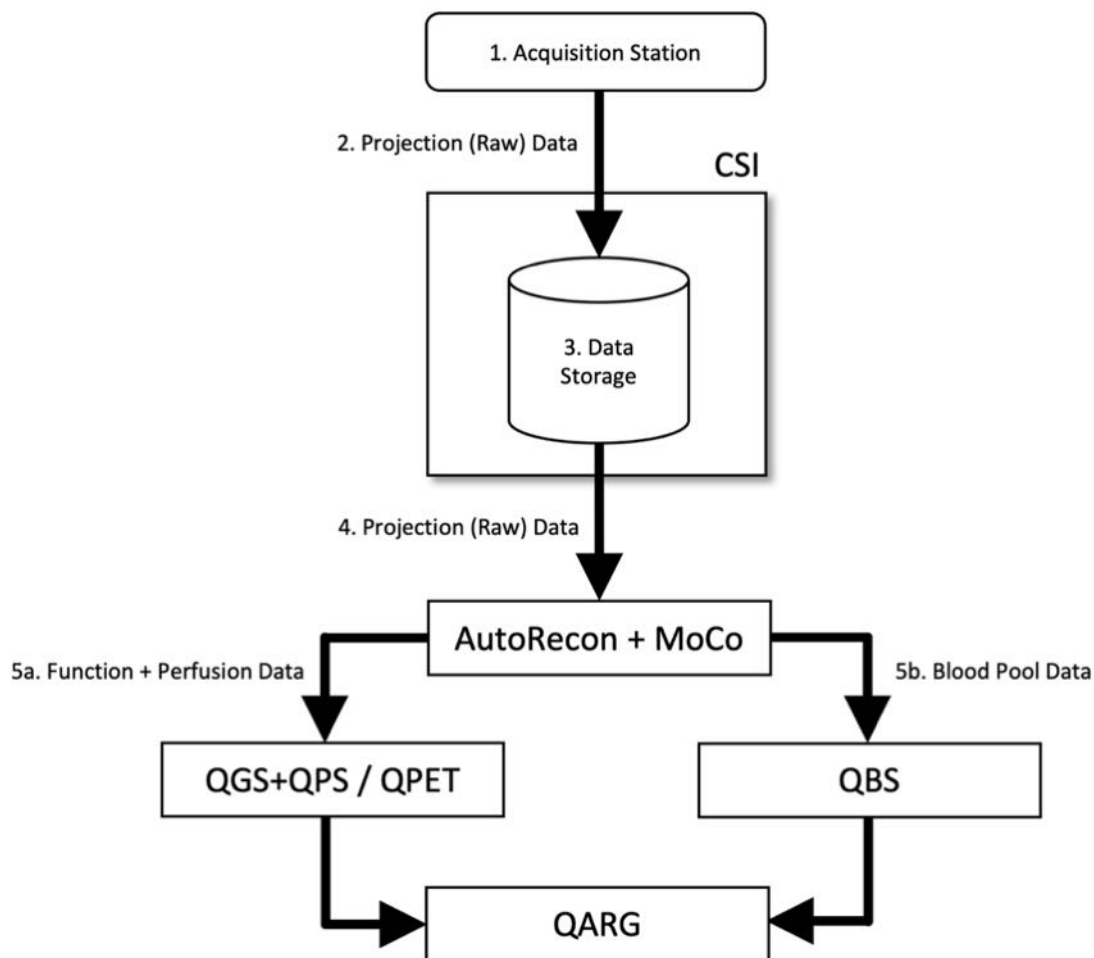 1. Acquisition Station
2. Projection (Raw) Data
CSI
3. Data
Storage
4. Projection (Raw) Data
AutoRecon + MoCo
5a. Function + Perfusion Data
5b. Blood Pool Data
QGS+QPS / QPET
QBS
QARG